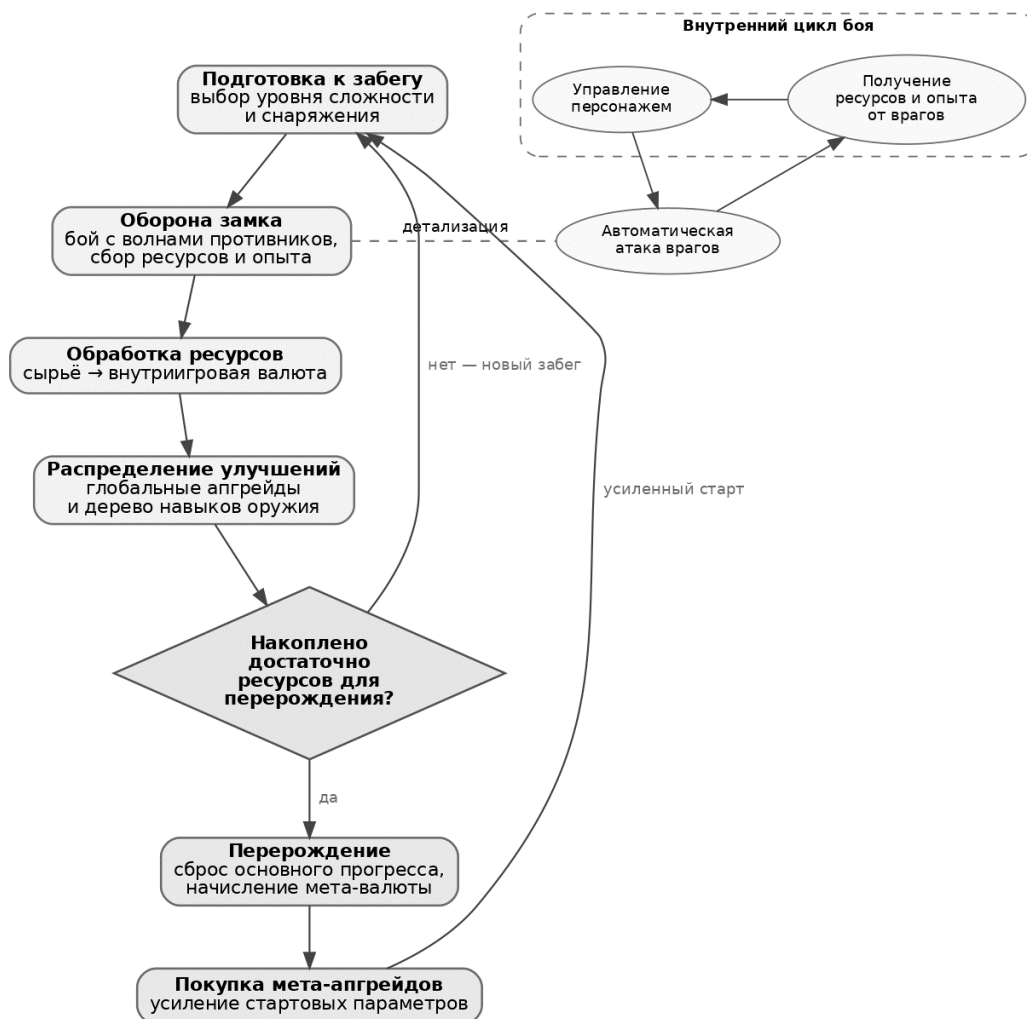 Внутренний цикл боя
Подготовка к забегу
выбор уровня сложности
и снаряжения
Управление
персонажем
Получение
ресурсов и опыта
от врагов
Оборона замка
бой с волнами противников,
сбор ресурсов и опыта
детализация
Автоматическая
атака врагов
Обработка ресурсов
сырьё → внутриигровая валюта
нет — новый забег
Распределение улучшений
глобальные апгрейды
и дерево навыков оружия
усиленный старт
Накоплено
достаточно
ресурсов для
перерождения?
да
Перерождение
сброс основного прогресса,
начисление мета-валюты
Покупка мета-апгрейдов
усиление стартовых параметров